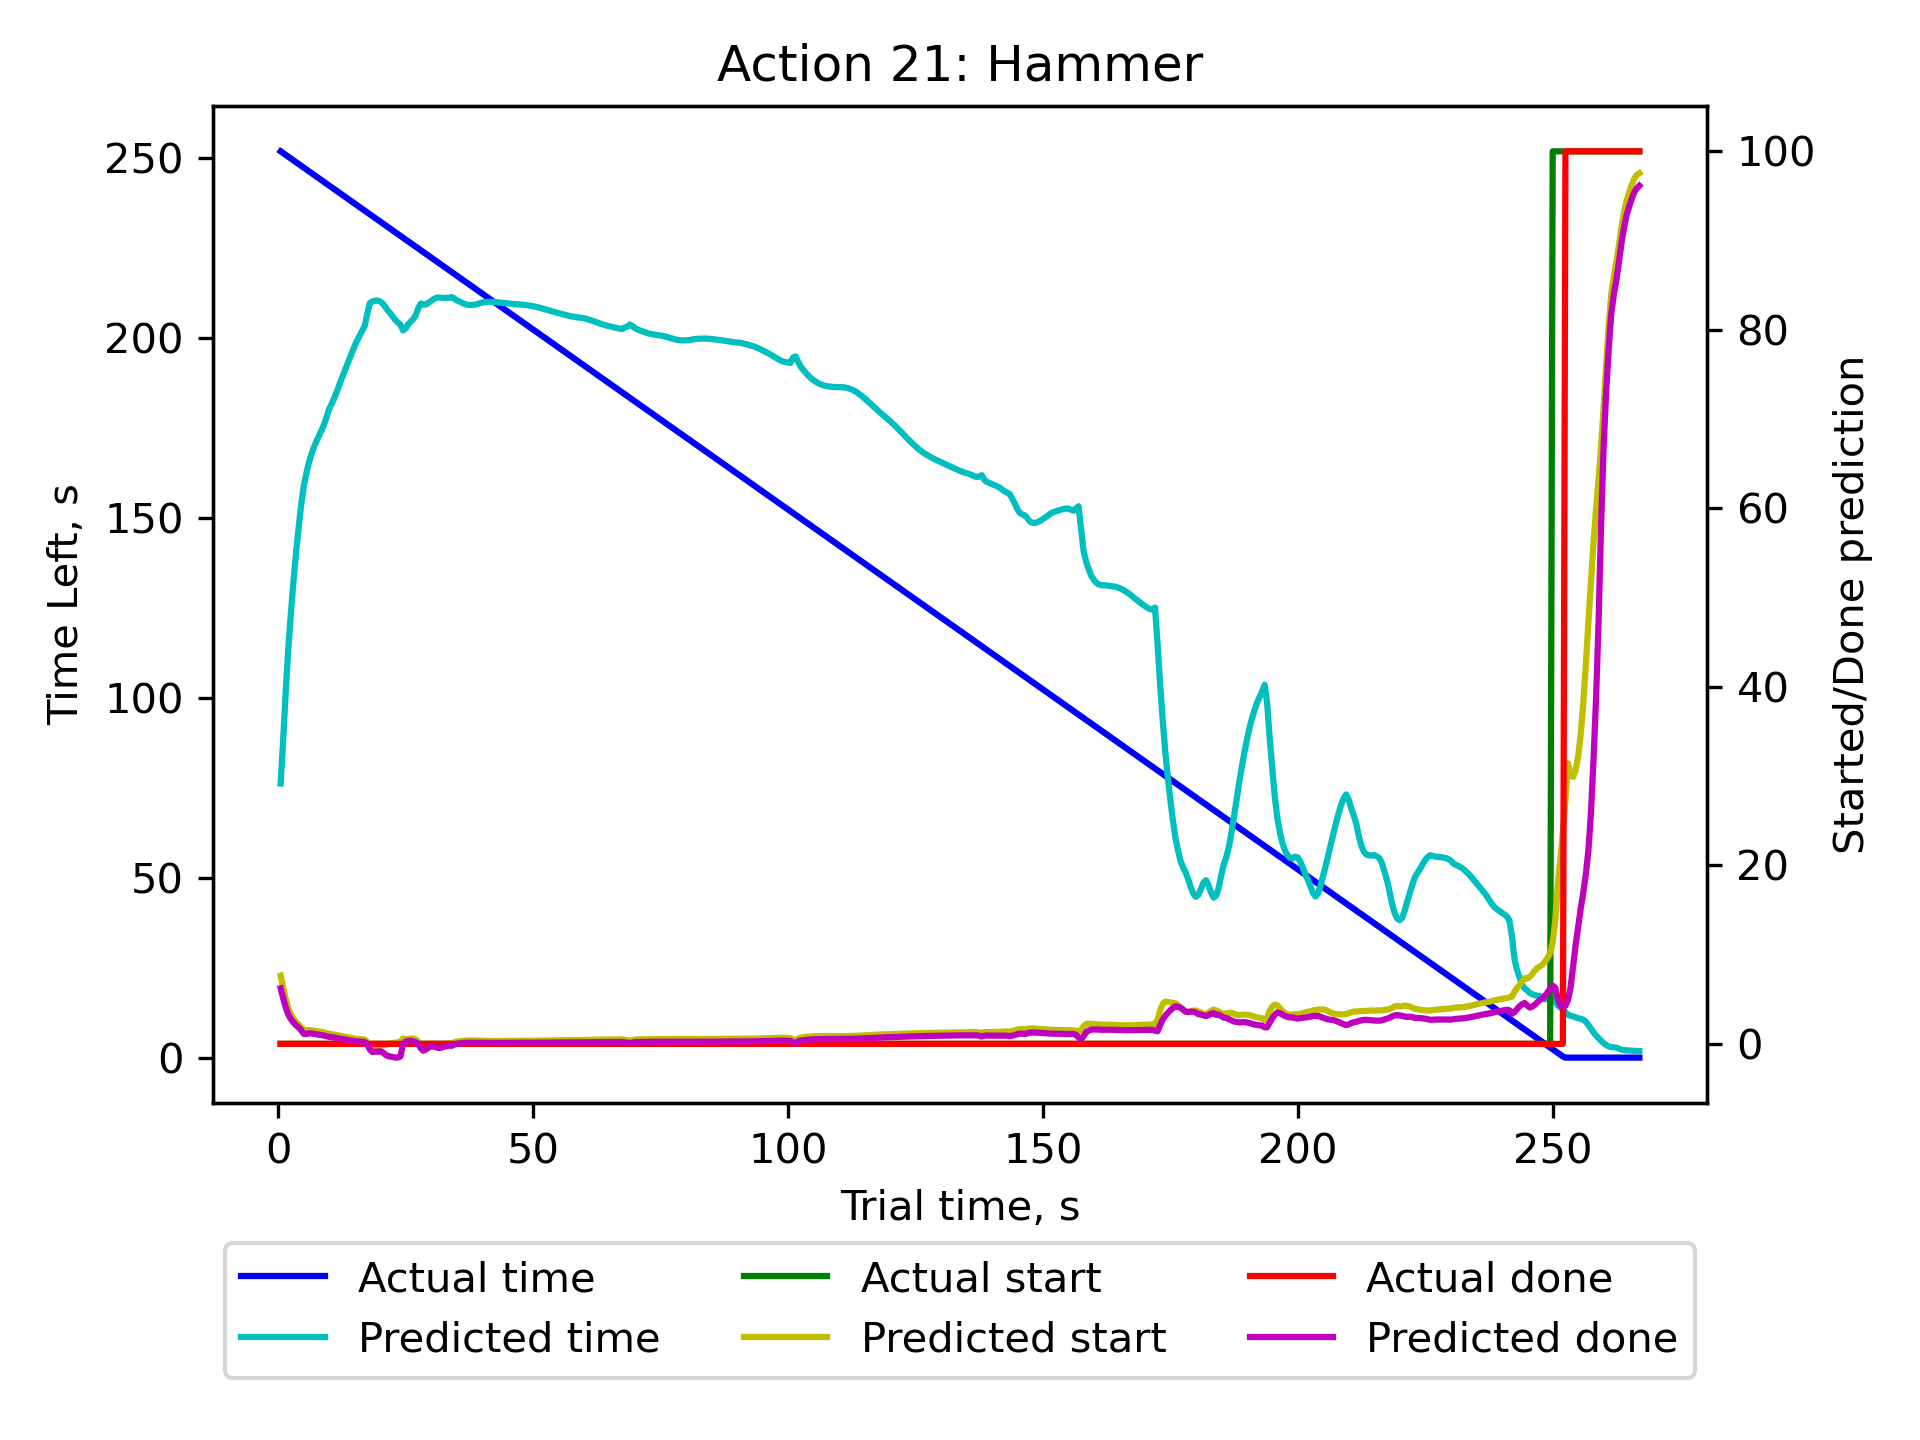 Action 21: Hammer
250
200
150
100
50
0
Time Left, s
100
80
60
40
20
0
Started/Done prediction
0 50 100 150 200 250
Trial time, s
Actual time Actual start Actual done
Predicted time Predicted start Predicted done